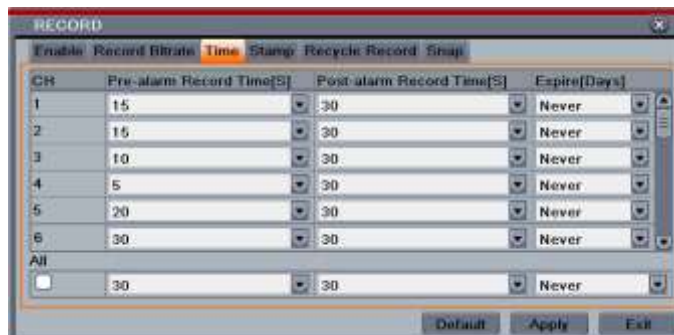 RECORD
Enable Record Bitrate Time Stamp Recycle Record Snap
CH Pre-alarm Record Time[S] Post-alarm Record Time[S] Expire[Days]
1 15 30 Never
2 15 30 Never
3 10 30 Never
4 5 30 Never
5 20 30 Never
6 30 30 Never
All
30 30 Never
Default Apply Exit